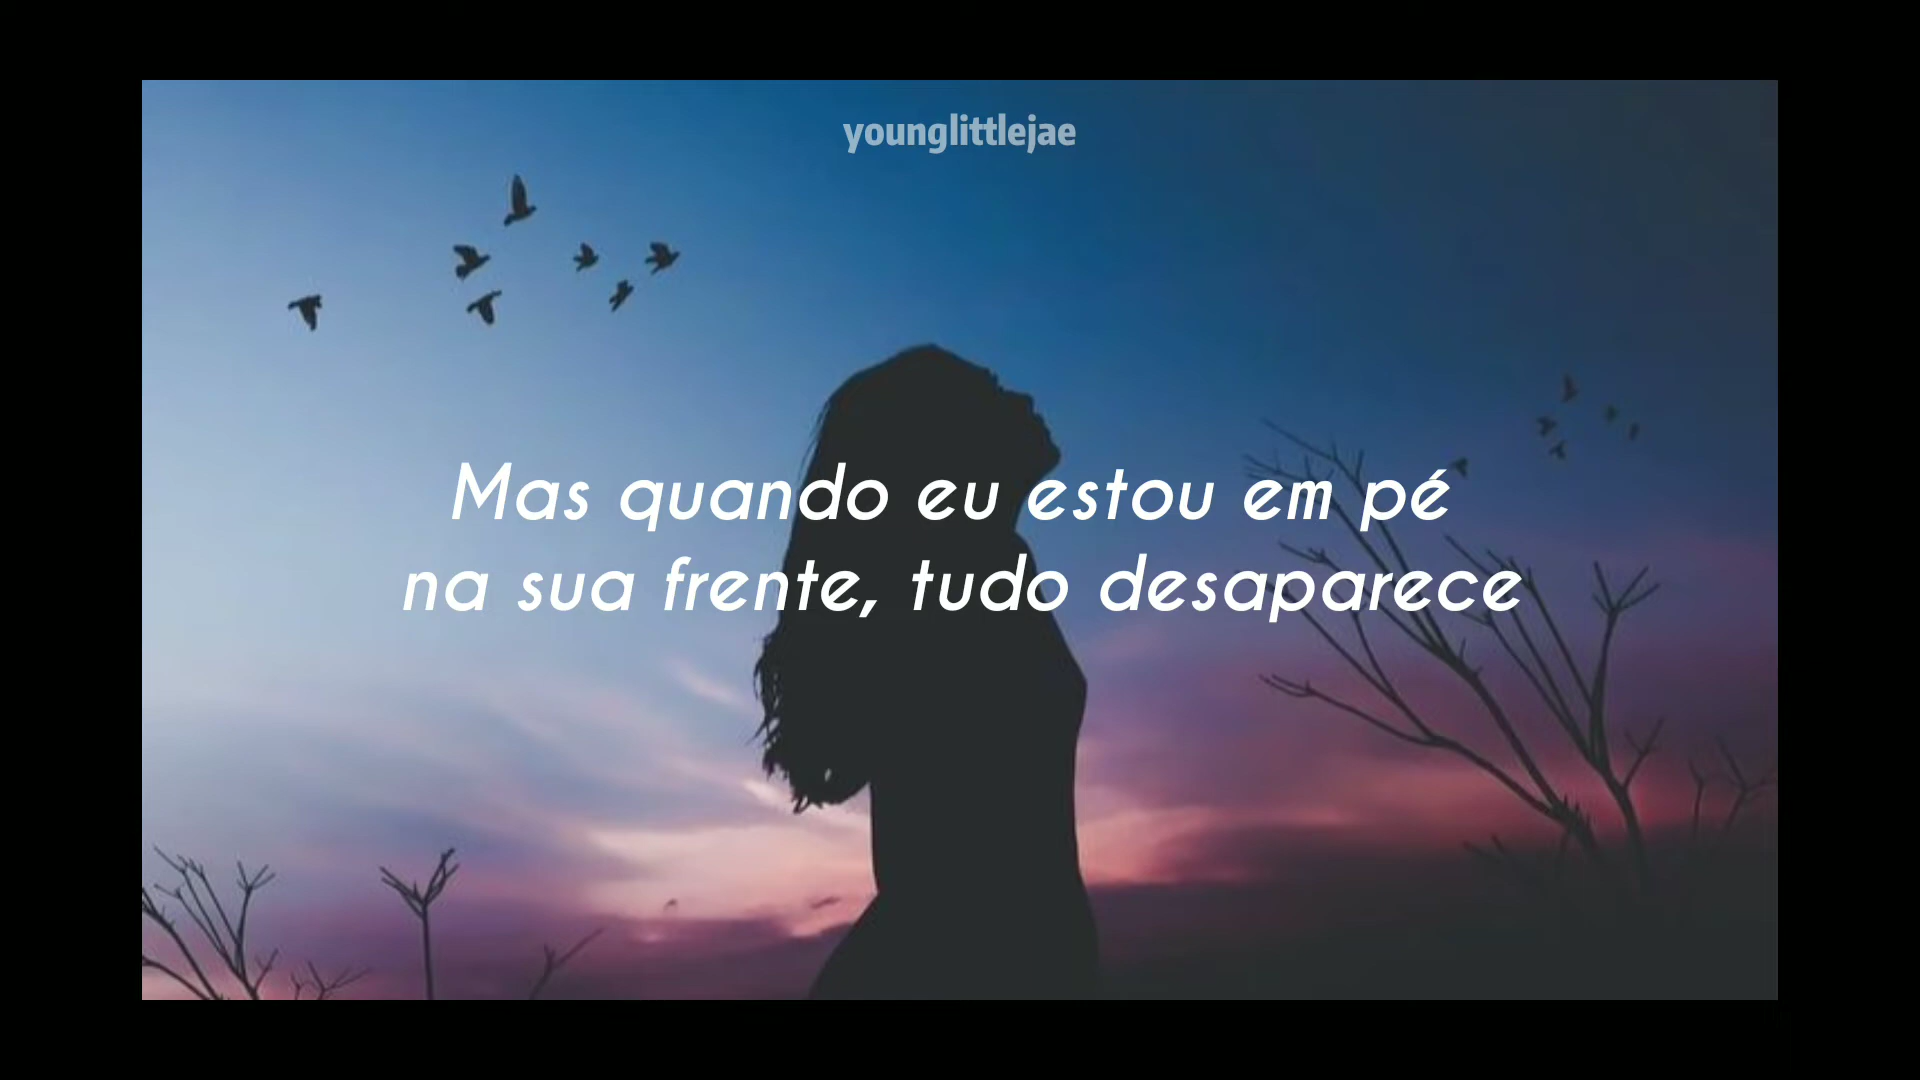 younglittlejae
Mas quando eu estou em pé
na sua frente, tudo desaparece